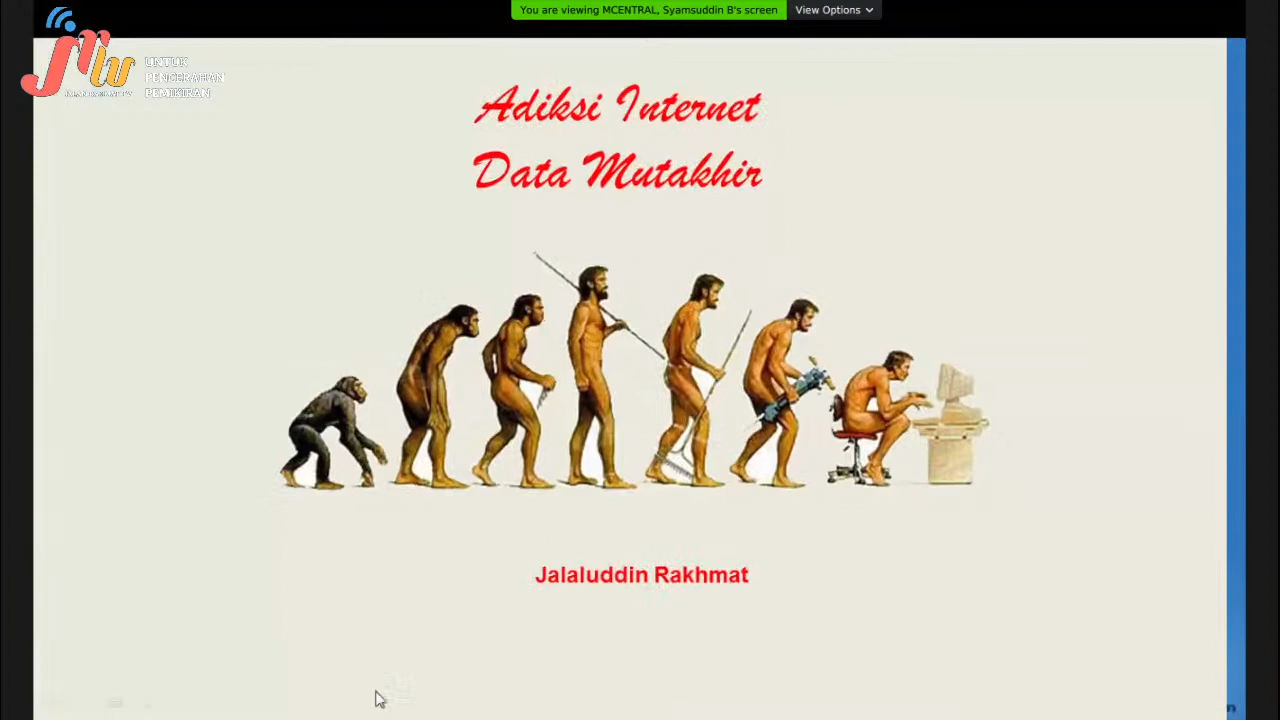 You are viewing MCENTRAL, Syamsuddin B's screen
View Options
UNTUK
PENCERAHAN
PEMIKIRAN
Adiksi Internet
Data Mutakhir
Jalaluddin Rakhmat